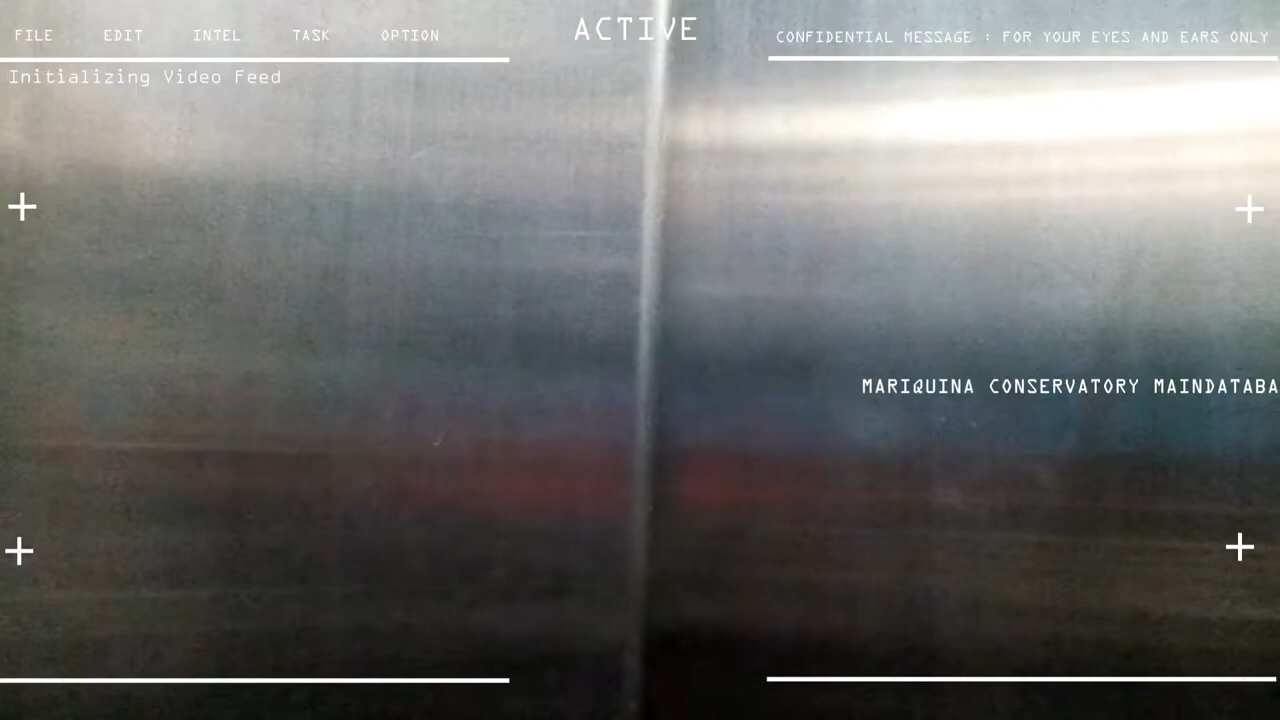 FILE EDIT INTEL TASK OPTION
ACTIVE
CONFIDENTIAL MESSAGE : FOR YOUR EYES AND EARS ONLY
Initializing Video Feed
MARIQUINA CONSERVATORY MAINDATABA